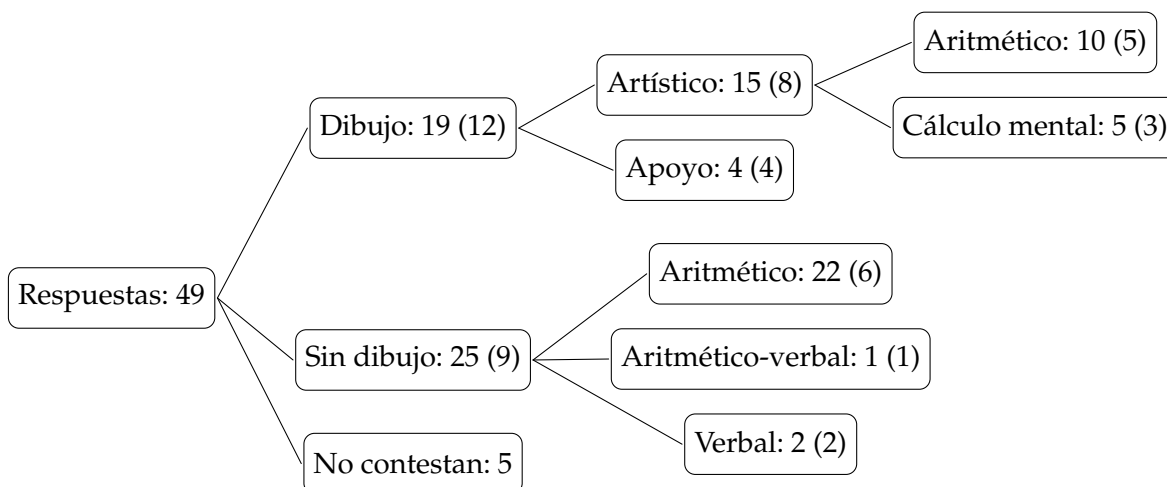 Respuestas: 49
Dibujo: 19 (12)
Artístico: 15 (8)
Aritmético: 10 (5)
Cálculo mental: 5 (3)
Apoyo: 4 (4)
Sin dibujo: 25 (9)
Aritmético: 22 (6)
Aritmético-verbal: 1 (1)
Verbal: 2 (2)
No contestan: 5